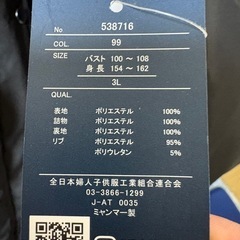 No. 538716
COL. 99
SIZE バスト 100 ～ 108
身長 154 ～ 162
3L
QUALITY
表地 ポリエステル 100%
詰物 ポリエステル 100%
裏地 ポリエステル 100%
リブ ポリエステル 95%
ポリウレタン 5%
全日本婦人子供服工業組合連合会
03-3866-1299
J-AT 0035
ミャンマー製